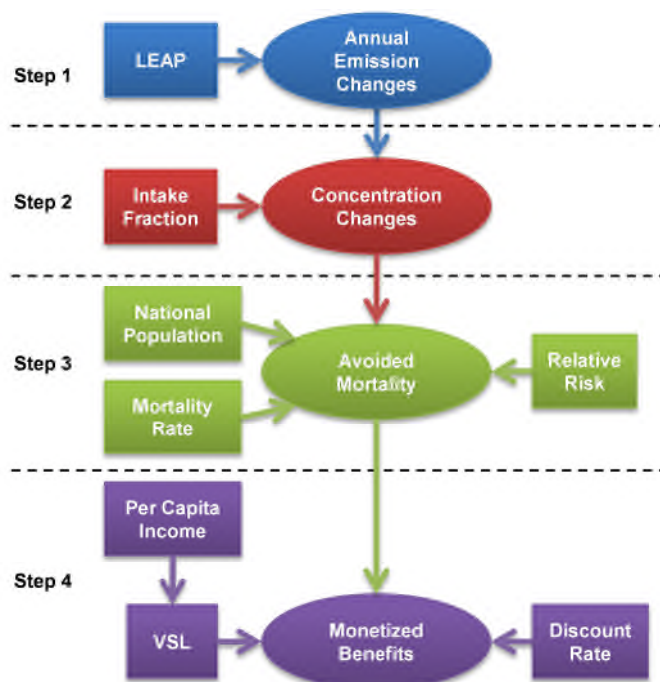 Step 1
LEAP
Annual
Emission
Changes
Step 2
Intake
Fraction
Concentration
Changes
Step 3
National
Population
Mortality
Rate
Avoided
Mortality
Relative
Risk
Step 4
Per Capita
Income
VSL
Monetized
Benefits
Discount
Rate